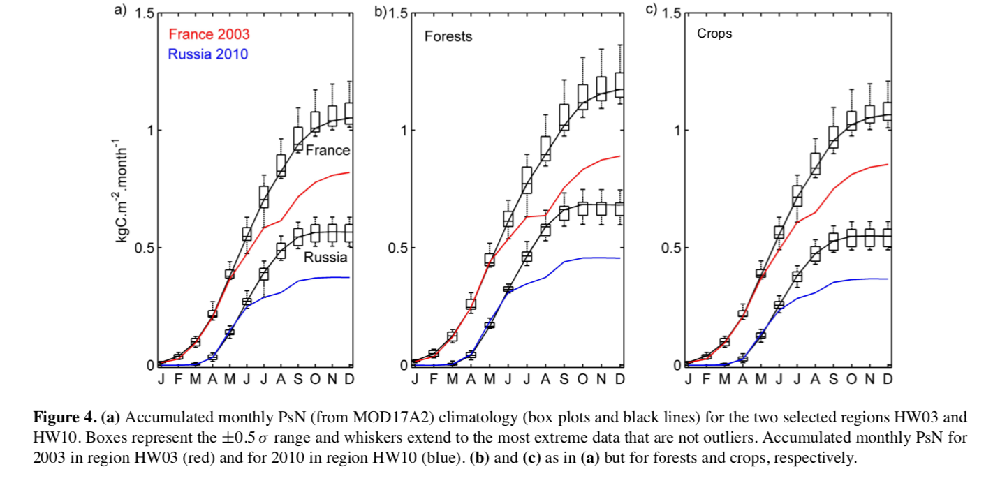 a)
1.5
France 2003
Russia 2010
1
France
0.5
Russia
0
kgC.m-2.month-1
J F M A M J J A S O N D
b)
1.5
Forests
1
0.5
0
J F M A M J J A S O N D
c)
1.5
Crops
1
0.5
0
J F M A M J J A S O N D
Figure 4. (a) Accumulated monthly PsN (from MOD17A2) climatology (box plots and black lines) for the two selected regions HW03 and
HW10. Boxes represent the ±0.5 σ range and whiskers extend to the most extreme data that are not outliers. Accumulated monthly PsN for
2003 in region HW03 (red) and for 2010 in region HW10 (blue). (b) and (c) as in (a) but for forests and crops, respectively.